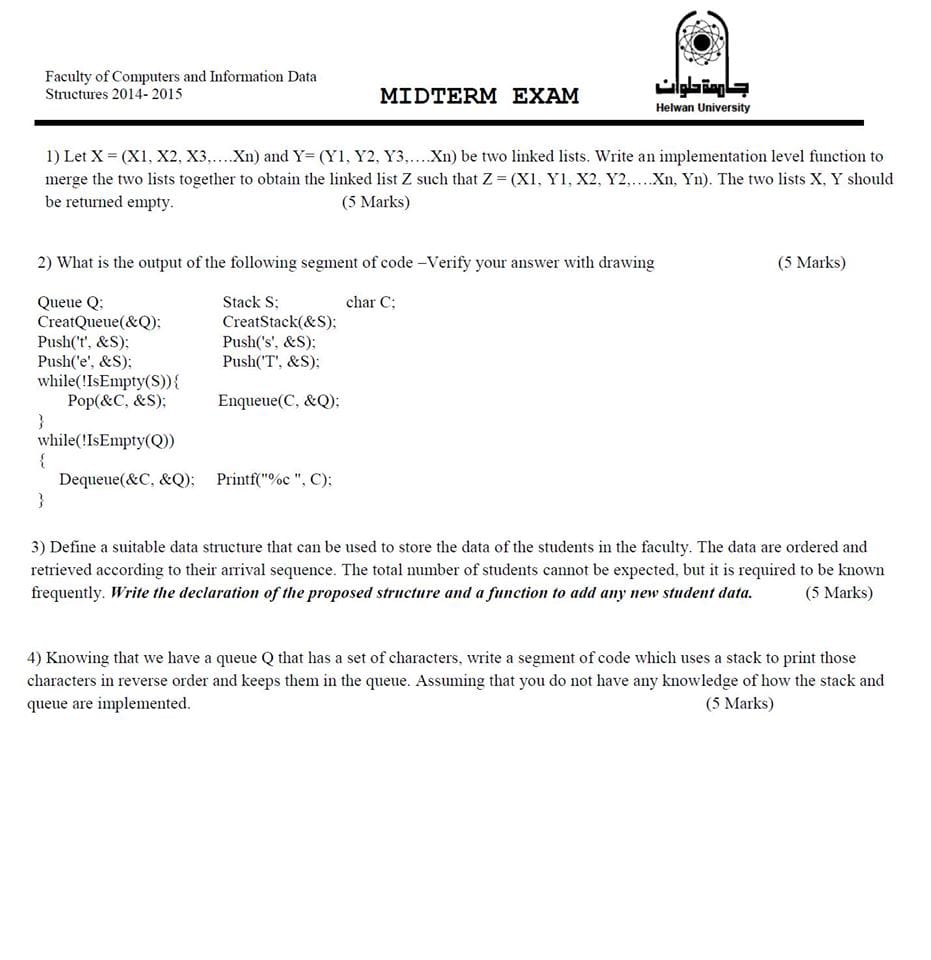 Faculty of Computers and Information Data
Structures 2014- 2015
MIDTERM EXAM
جامعة حلوان
Helwan University
1) Let X = (X1, X2, X3,….Xn) and Y= (Y1, Y2, Y3,….Xn) be two linked lists. Write an implementation level function to
merge the two lists together to obtain the linked list Z such that Z = (X1, Y1, X2, Y2,….Xn, Yn). The two lists X, Y should
be returned empty. (5 Marks)
2) What is the output of the following segment of code –Verify your answer with drawing (5 Marks)
Queue Q; Stack S; char C;
CreatQueue(&Q); CreatStack(&S);
Push('t', &S); Push('s', &S);
Push('e', &S); Push('T', &S);
while(!IsEmpty(S)){
Pop(&C, &S); Enqueue(C, &Q);
}
while(!IsEmpty(Q))
{
Dequeue(&C, &Q); Printf("%c ", C);
}
3) Define a suitable data structure that can be used to store the data of the students in the faculty. The data are ordered and
retrieved according to their arrival sequence. The total number of students cannot be expected, but it is required to be known
frequently. Write the declaration of the proposed structure and a function to add any new student data. (5 Marks)
4) Knowing that we have a queue Q that has a set of characters, write a segment of code which uses a stack to print those
characters in reverse order and keeps them in the queue. Assuming that you do not have any knowledge of how the stack and
queue are implemented. (5 Marks)